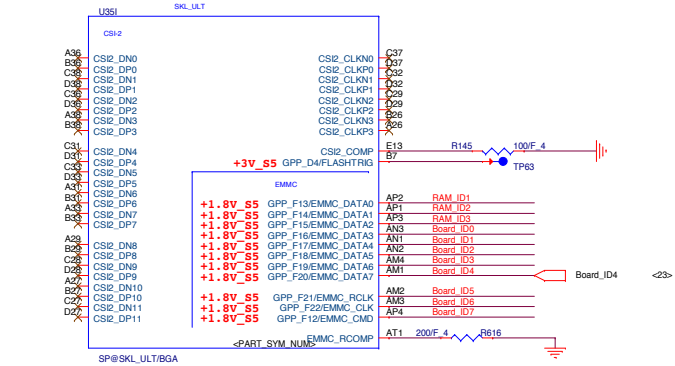 U35I
SKL_ULT
CSI-2
A36 CSI2_DN0 CSI2_CLKN0 C37
B36 CSI2_DP0 CSI2_CLKP0 D37
C38 CSI2_DN1 CSI2_CLKN1 C32
D38 CSI2_DP1 CSI2_CLKP1 D32
C36 CSI2_DN2 CSI2_CLKN2 C29
D36 CSI2_DP2 CSI2_CLKP2 D29
A38 CSI2_DN3 CSI2_CLKN3 B26
B38 CSI2_DP3 CSI2_CLKP3 A26
C31 CSI2_DN4 CSI2_COMP E13 R145 100/F_4
D31 CSI2_DP4 +3V_S5 GPP_D4/FLASHTRIG B7 TP63
C33 CSI2_DN5
D33 CSI2_DP5 EMMC
A31 CSI2_DN6
B31 CSI2_DP6 +1.8V_S5 GPP_F13/EMMC_DATA0 AP2 RAM_ID1
A33 CSI2_DN7 +1.8V_S5 GPP_F14/EMMC_DATA1 AP1 RAM_ID2
B33 CSI2_DP7 +1.8V_S5 GPP_F15/EMMC_DATA2 AP3 RAM_ID3
+1.8V_S5 GPP_F16/EMMC_DATA3 AN3 Board_ID0
A29 CSI2_DN8 +1.8V_S5 GPP_F17/EMMC_DATA4 AN1 Board_ID1
B29 CSI2_DP8 +1.8V_S5 GPP_F18/EMMC_DATA5 AN2 Board_ID2
C28 CSI2_DN9 +1.8V_S5 GPP_F19/EMMC_DATA6 AM4 Board_ID3
D28 CSI2_DP9 +1.8V_S5 GPP_F20/EMMC_DATA7 AM1 Board_ID4 Board_ID4 <23>
A27 CSI2_DN10
B27 CSI2_DP10 +1.8V_S5 GPP_F21/EMMC_RCLK AM2 Board_ID5
C27 CSI2_DN11 +1.8V_S5 GPP_F22/EMMC_CLK AM3 Board_ID6
D27 CSI2_DP11 +1.8V_S5 GPP_F12/EMMC_CMD AP4 Board_ID7
EMMC_RCOMP AT1 200/F_4 R616
<PART_SYM_NUM>
SP@SKL_ULT/BGA